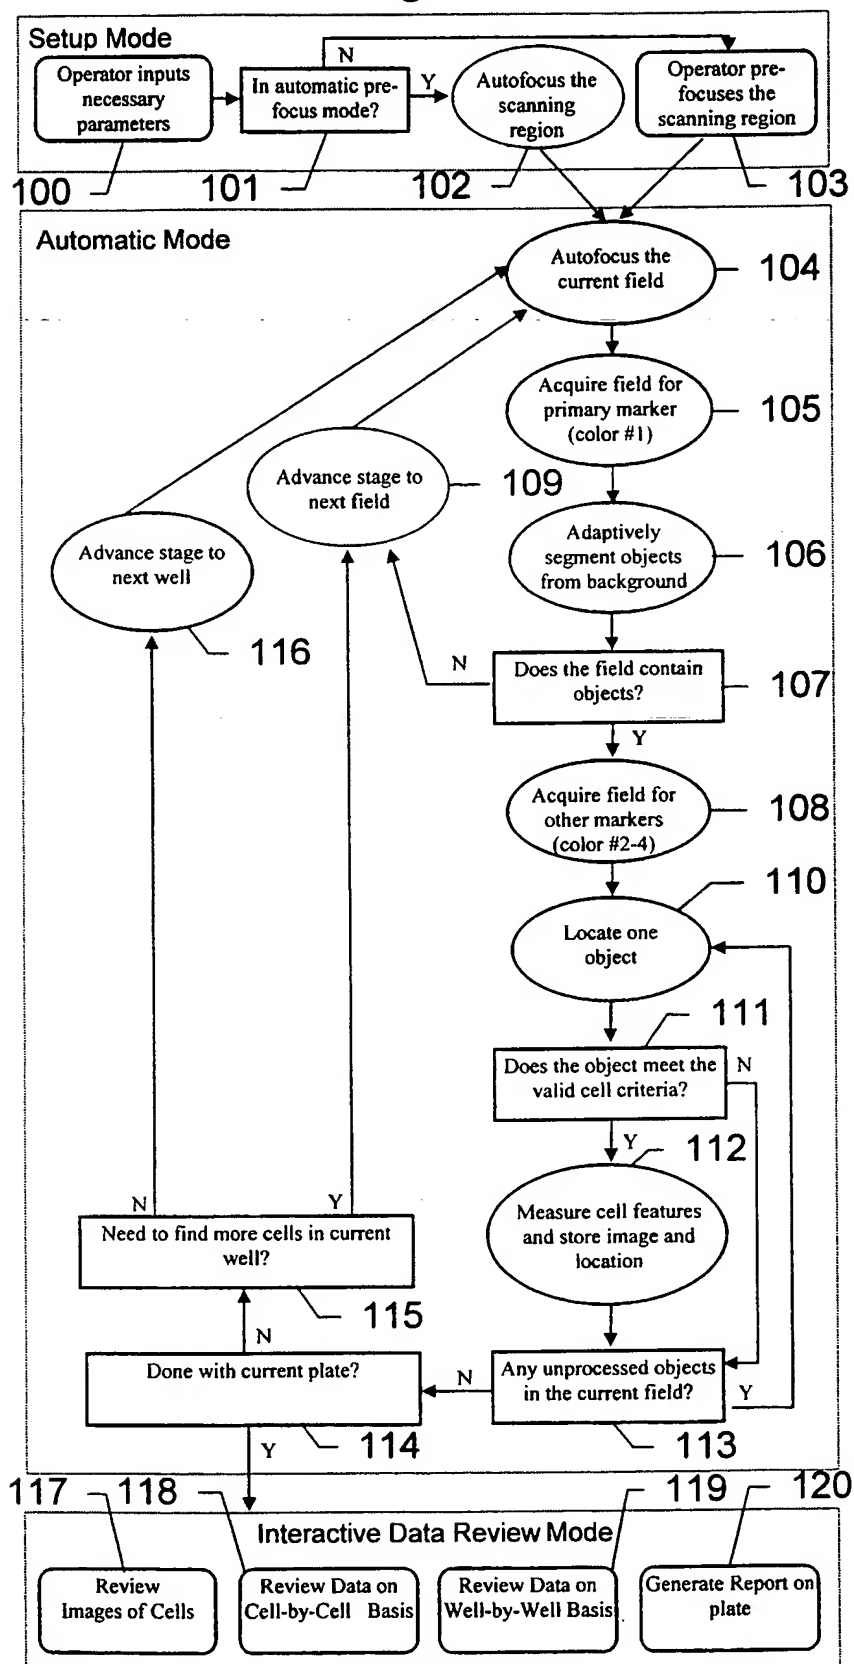 Setup Mode
N
Operator inputs
necessary
parameters
In automatic pre-
focus mode?
Y
Autofocus the
scanning
region
Operator pre-
focuses the
scanning region
100
101
102
103
Automatic Mode
Autofocus the
current field
104
Acquire field for
primary marker
(color #1)
105
Advance stage to
next field
109
Adaptively
segment objects
from background
106
Advance stage to
next well
116
N
Does the field contain
objects?
107
Y
Acquire field for
other markers
(color #2-4)
108
110
Locate one
object
111
Does the object meet the
valid cell criteria?
N
Y
112
Measure cell features
and store image and
location
N
Y
Need to find more cells in current
well?
115
N
Done with current plate?
N
Any unprocessed objects
in the current field?
Y
114
113
Y
117
118
119
120
Interactive Data Review Mode
Review
Images of Cells
Review Data on
Cell-by-Cell Basis
Review Data on
Well-by-Well Basis
Generate Report on
plate